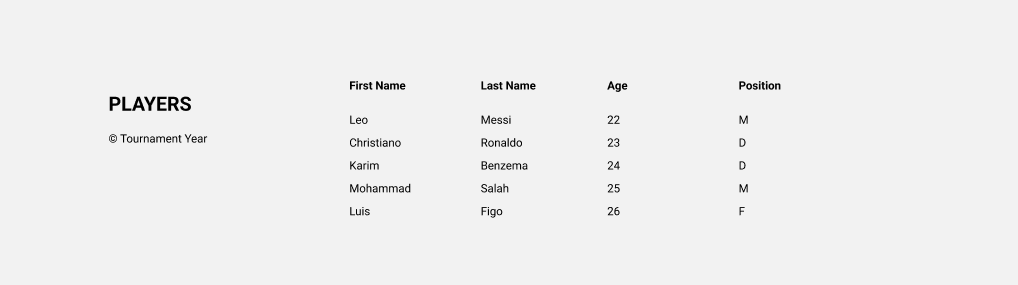 PLAYERS
© Tournament Year
First Name Last Name Age Position
Leo Messi 22 M
Christiano Ronaldo 23 D
Karim Benzema 24 D
Mohammad Salah 25 M
Luis Figo 26 F